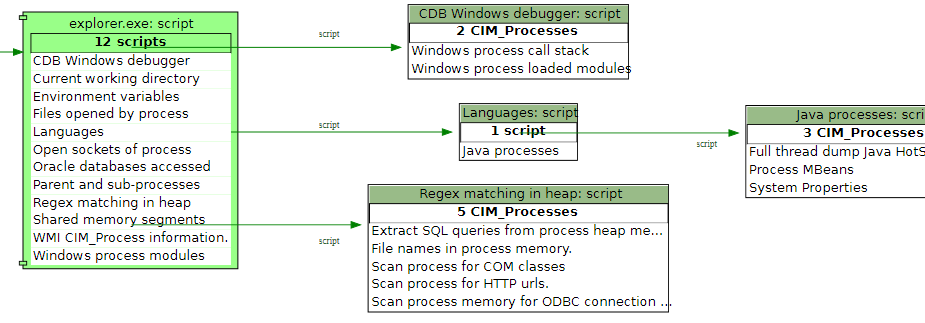 explorer.exe: script
12 scripts
CDB Windows debugger
Current working directory
Environment variables
Files opened by process
Languages
Open sockets of process
Oracle databases accessed
Parent and sub-processes
Regex matching in heap
Shared memory segments
WMI CIM_Process information.
Windows process modules
script
CDB Windows debugger: script
2 CIM_Processes
Windows process call stack
Windows process loaded modules
script
Languages: script
1 script
Java processes
script
Java processes: scri
3 CIM_Processes
Full thread dump Java HotS
Process MBeans
System Properties
script
Regex matching in heap: script
5 CIM_Processes
Extract SQL queries from process heap me...
File names in process memory.
Scan process for COM classes
Scan process for HTTP urls.
Scan process memory for ODBC connection ...